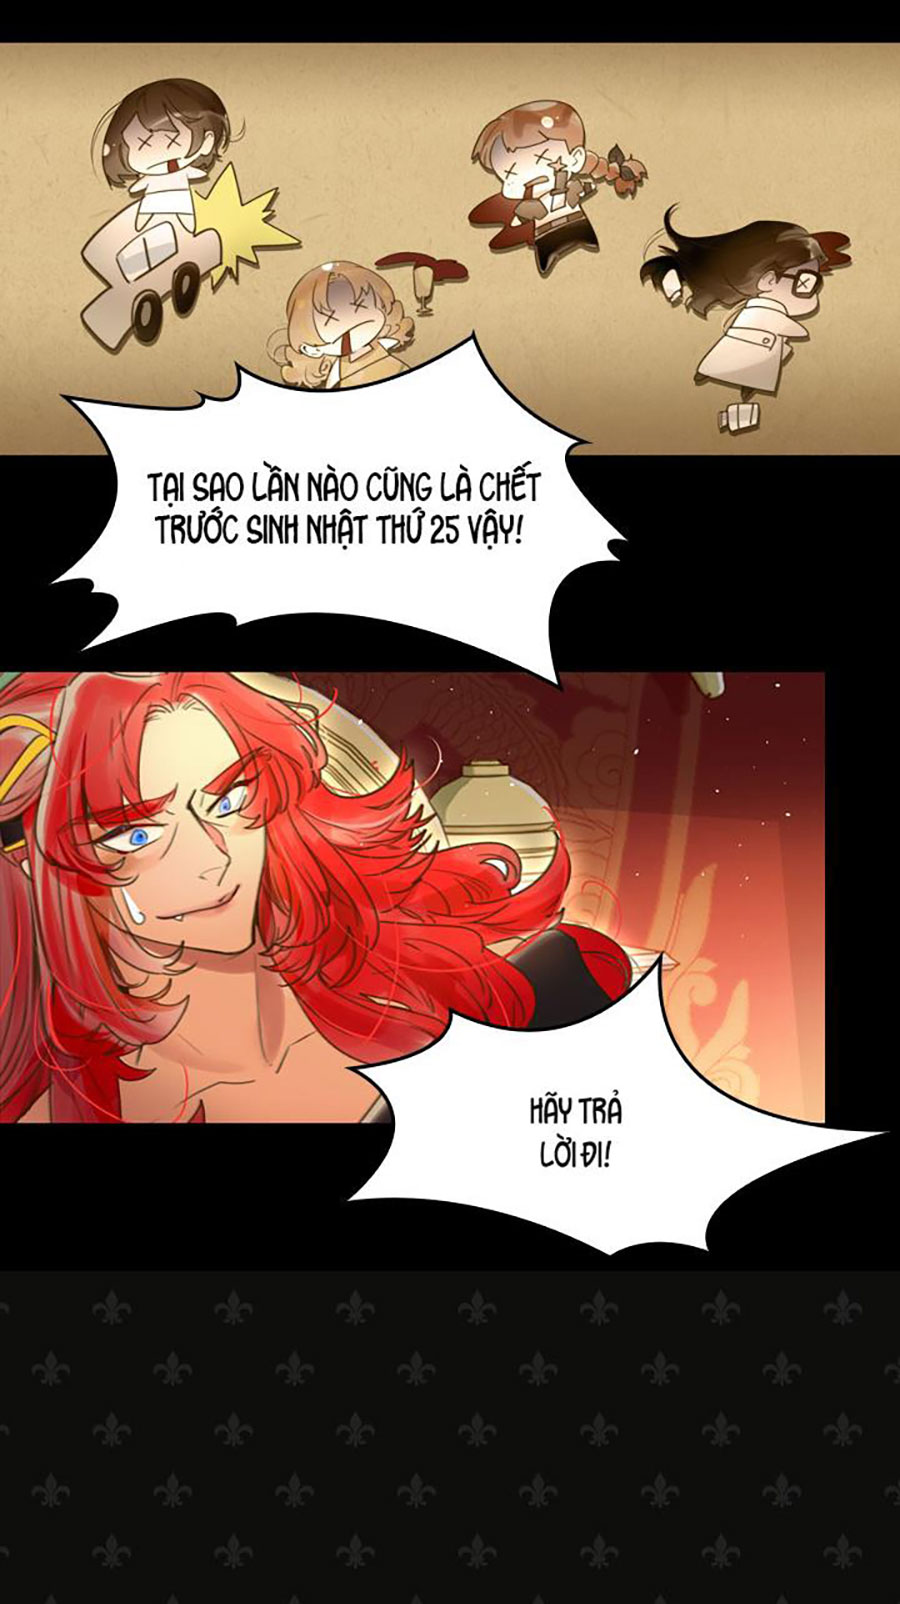 TẠI SAO LẦN NÀO CŨNG LÀ CHẾT
TRƯỚC SINH NHẬT THỨ 25 VẬY!
HÃY TRẢ
LỜI ĐI!